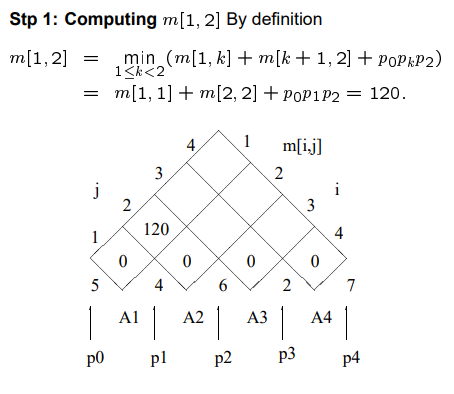 Stp 1: Computing m[1, 2] By definition
m[1, 2] = min 1≤k<2 (m[1, k] + m[k + 1, 2] + p0pkp2)
= m[1, 1] + m[2, 2] + p0p1p2 = 120.
4 1 m[i,j]
3 2
j i
2 3
1 120 4
0 0 0 0
5 4 6 2 7
A1 A2 A3 A4
p0 p1 p2 p3 p4